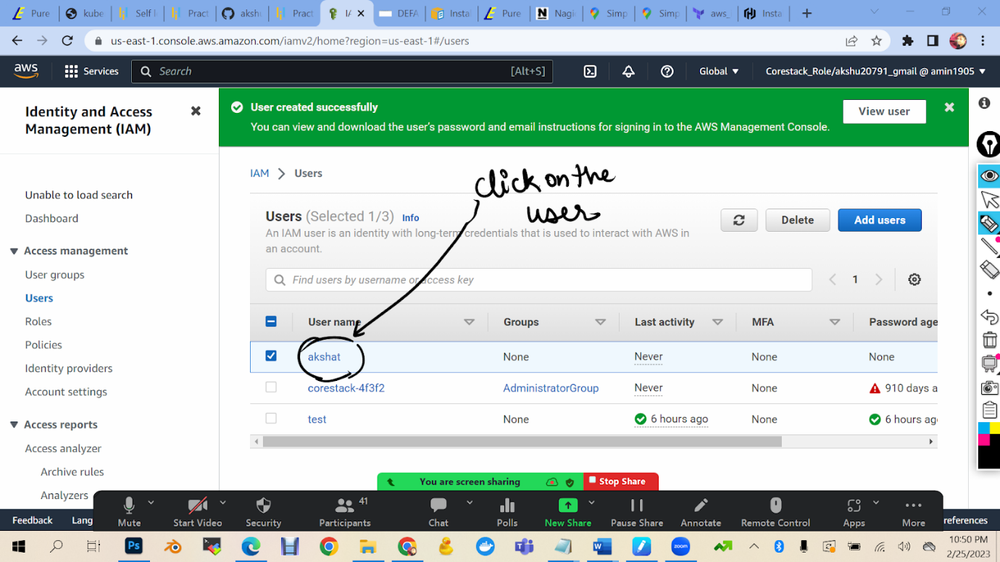 Pure
kube
Self l
Pract
akshu
Pract
IA
DEFA
Instal
Pure
Nagi
Simp
Simp
aws_
Insta
us-east-1.console.aws.amazon.com/iamv2/home?region=us-east-1#/users
aws
Services
Search
[Alt+S]
Global
Corestack_Role/akshu20791_gmail @ amin1905
Identity and Access
Management (IAM)
Unable to load search
Dashboard
Access management
User groups
Users
Roles
Policies
Identity providers
Account settings
Access reports
Access analyzer
Archive rules
Analyzers
User created successfully
You can view and download the user's password and email instructions for signing in to the AWS Management Console.
View user
IAM > Users
click on the
user
Users (Selected 1/3) Info
An IAM user is an identity with long-term credentials that is used to interact with AWS in
an account.
Delete
Add users
Find users by username or access key
1
User name Groups Last activity MFA Password age
akshat None Never None None
corestack-4f3f2 AdministratorGroup Never None 910 days a
test None 6 hours ago None 6 hours ago
You are screen sharing
Stop Share
Feedback
Lang
references
Mute
Start Video
Security
Participants 41
Chat
Polls
New Share
Pause Share
Annotate
Remote Control
Apps
More
Ps
zoom
10:50 PM
2/25/2023